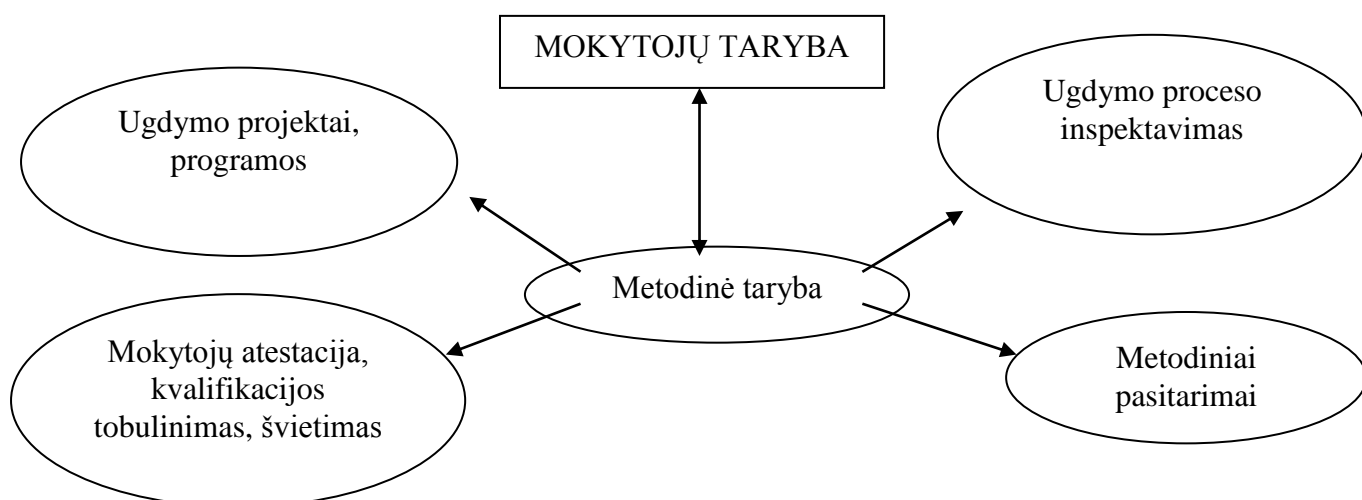 MOKYTOJŲ TARYBA
Ugdymo projektai,
programos
Ugdymo proceso
inspektavimas
Metodinė taryba
Mokytojų atestacija,
kvalifikacijos
tobulinimas, švietimas
Metodiniai
pasitarimai